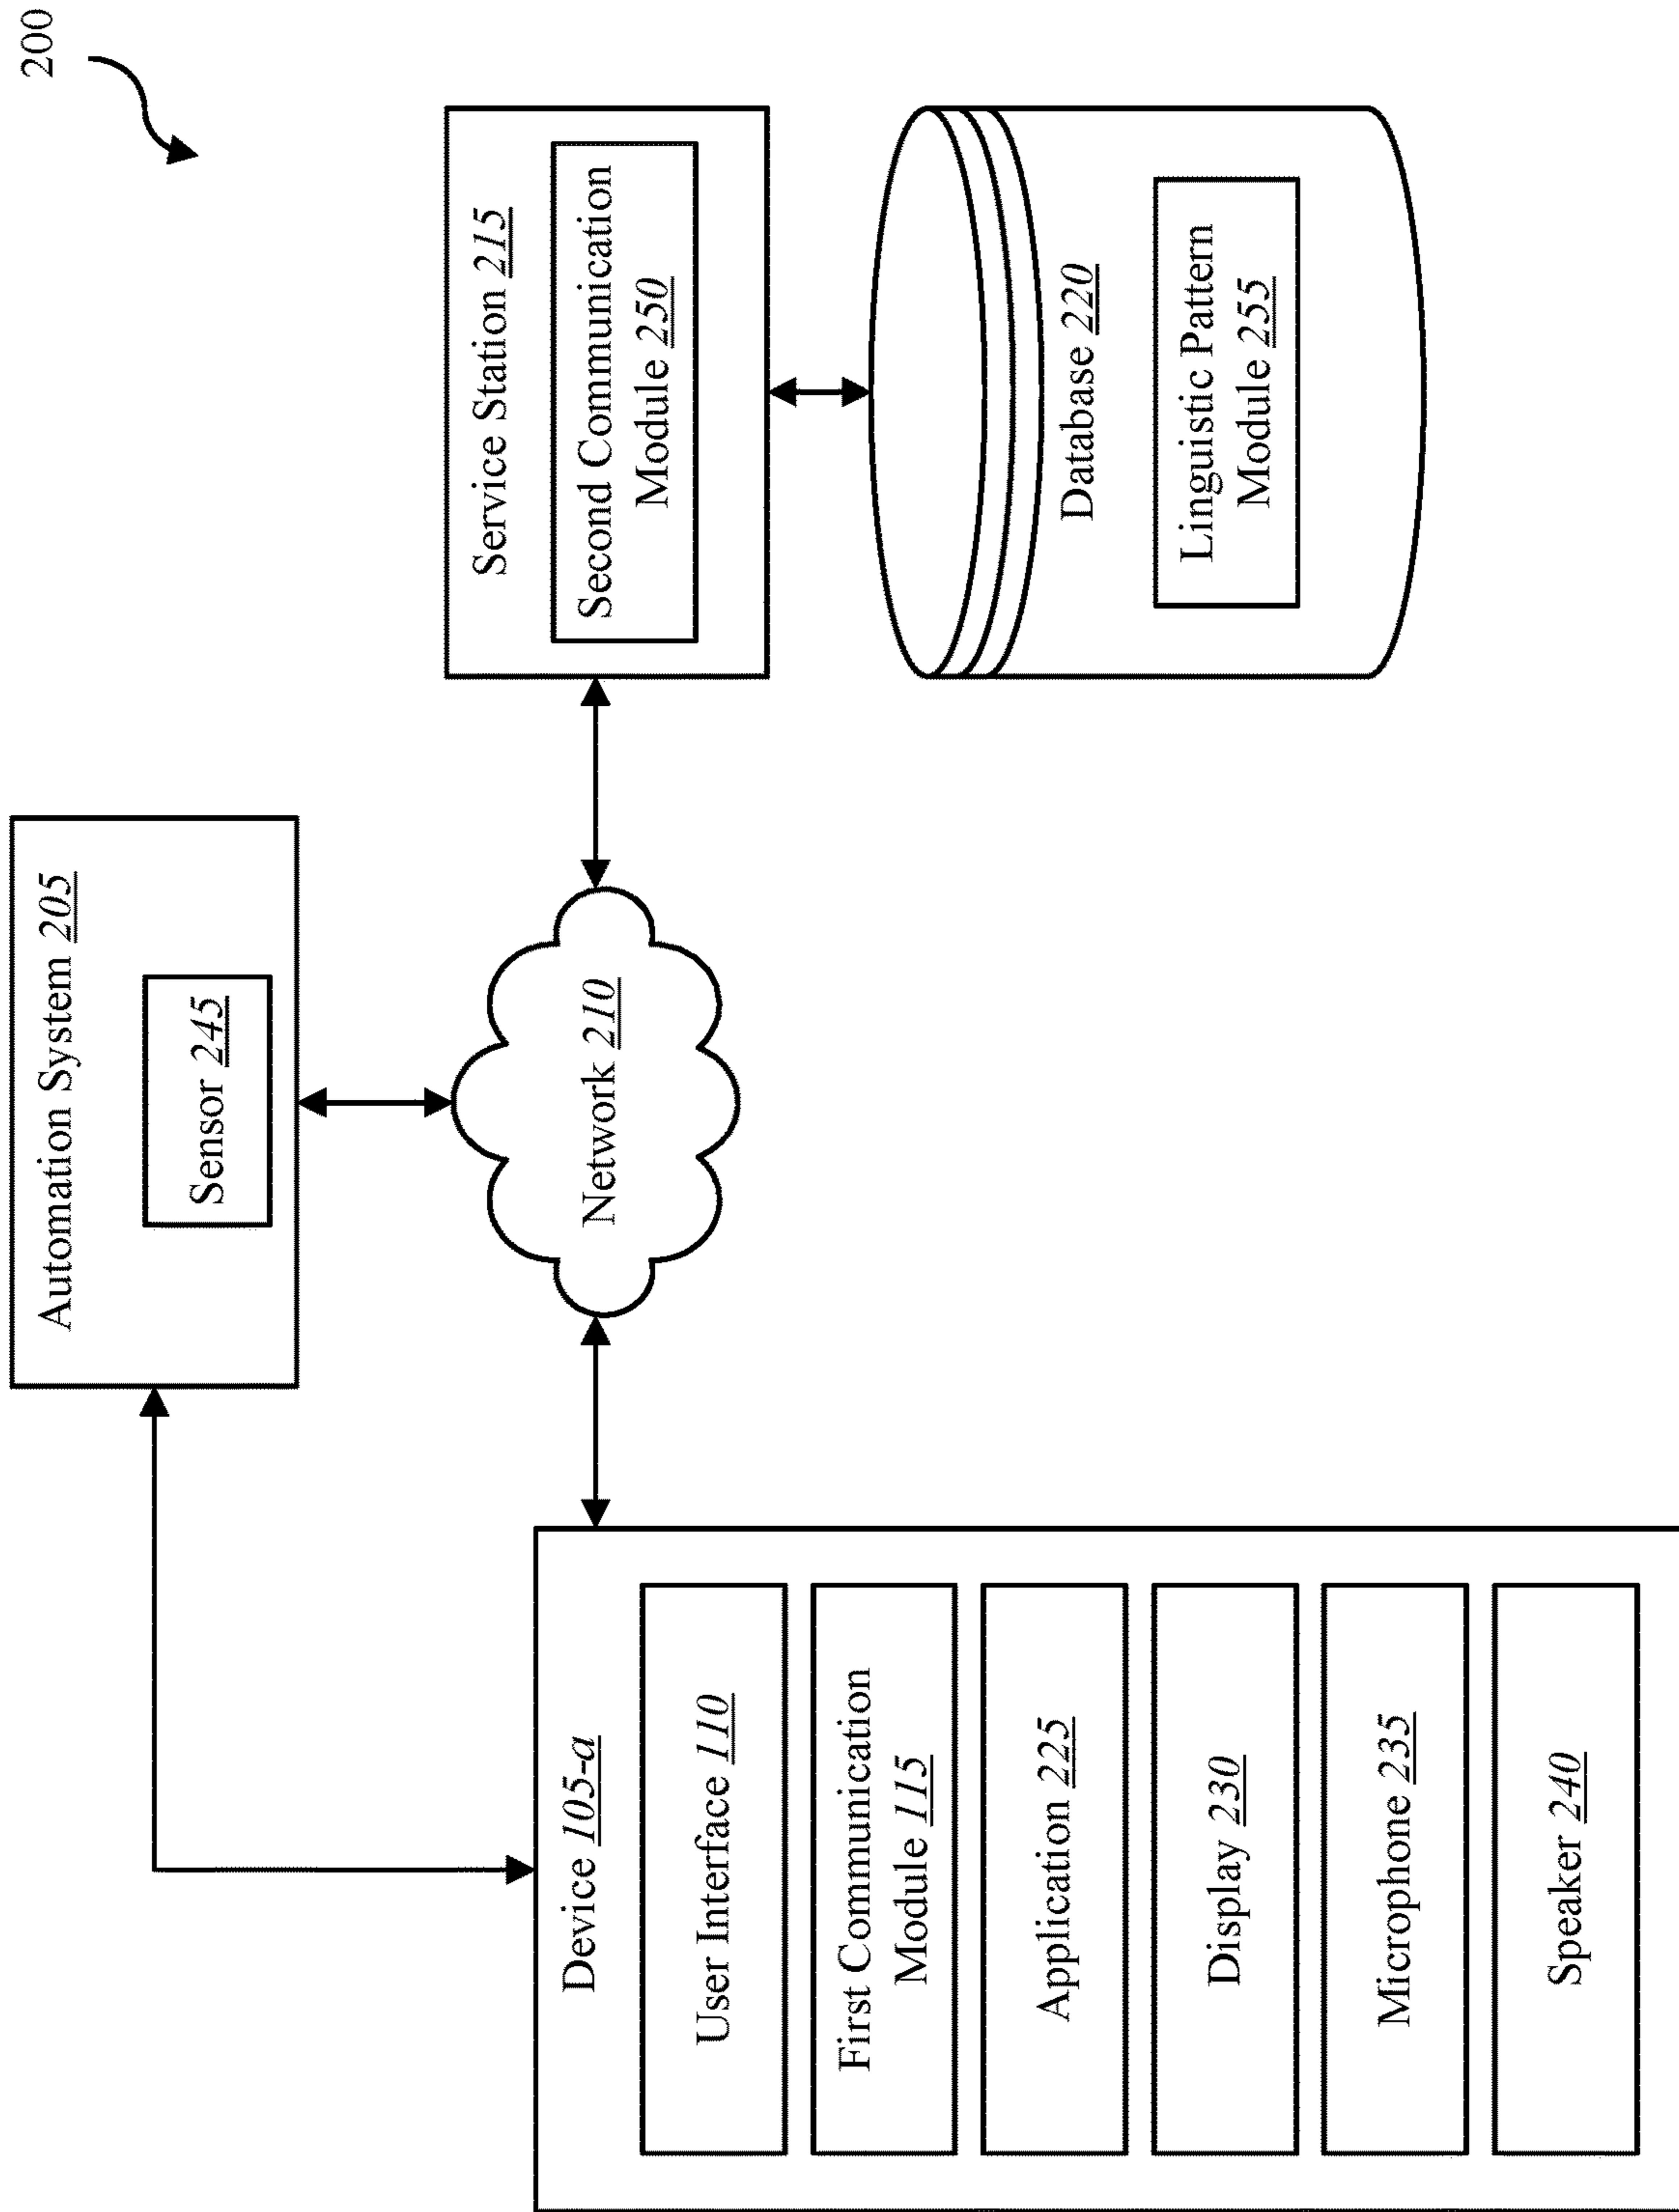 200
Automation System 205
Sensor 245
Device 105-a
User Interface 110
First Communication
Module 115
Application 225
Display 230
Microphone 235
Speaker 240
Network 210
Service Station 215
Second Communication
Module 250
Database 220
Linguistic Pattern
Module 255